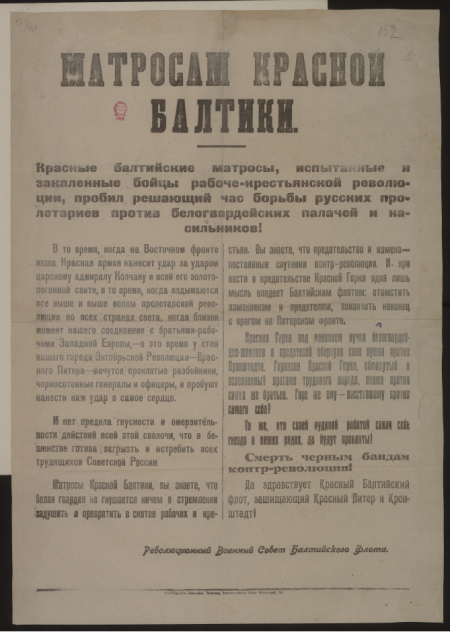 МАТРОСАМ КРАСНОЙ
БАЛТИКИ.
Красные балтийские матросы, испытанные и
закаленные бойцы рабоче-крестьянской револю-
ции, пробил решающий час борьбы русских про-
летариев против белогвардейских палачей и на-
сильников!
В то время, когда на Восточном фронте
наша Красная армия наносит удар за ударом
царскому адмиралу Колчаку и всей его золото-
погонной свите, в то время, когда вздымаются
все выше и выше волны пролетарской рево-
люции во всех странах света, когда близок
момент нашего соединения с братьями-рабо-
чими Западной Европы,—в это время у стен
нашего города Октябрьской Революции—Крас-
ного Питера—мечутся проклятые разбойники,
черносотенные генералы и офицеры, и пробуют
нанести нам удар в самое сердце.
И нет предела гнусности и омерзитель-
ности действий всей этой сволочи, что в бе-
шенстве готова загрызть и истребить всех
трудящихся Советской России
Матросы Красной Балтики, вы знаете, что
белая гвардия не гнушается ничем в стремлении
задушить и превратить в скотов рабочих и кре-
стьян. Вы знаете, что предательство и измена—
постоянные спутники контр-революции. И при
вести о предательстве Красной Горки одна лишь
мысль владеет Балтийским флотом: отомстить
изменникам и предателям, покончить наконец
с врагом на Питерском фронте.
Красная Горка под влиянием кучки белогвардей-
цев-шпионов и предателей обернула свои пушки против
Кронштадта. Гарнизон Красной Горки,
врагами трудового народа, пошел против
своих же братьев. Горе же ему—восставшему против
самого себя!
Те же, кто своей иудиной работой свили себе
гнездо в наших рядах, да будут прокляты!
Смерть черным бандам
контр-революции!
Да здравствует Красный Балтийский
флот, защищающий Красный Питер и Крон-
штадт!
Революционный Военный Совет Балтийского Флота.